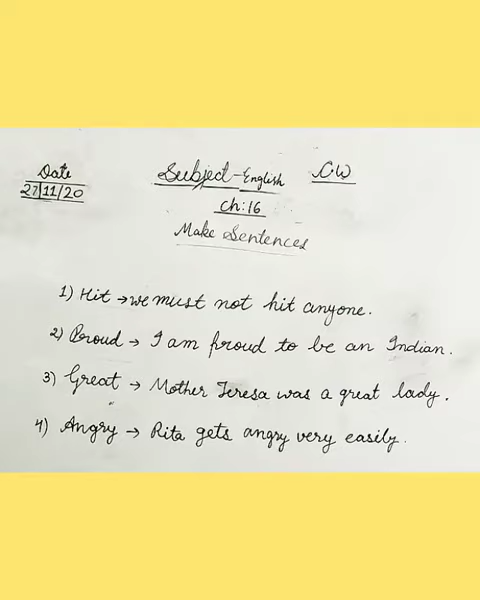 Date Subject-English CW
27/11/20
Ch:16
Make Sentences
1) Hit → we must not hit anyone.
2) Proud → I am proud to be an Indian.
3) Great → Mother Teresa was a great lady.
4) Angry → Rita gets angry very easily.